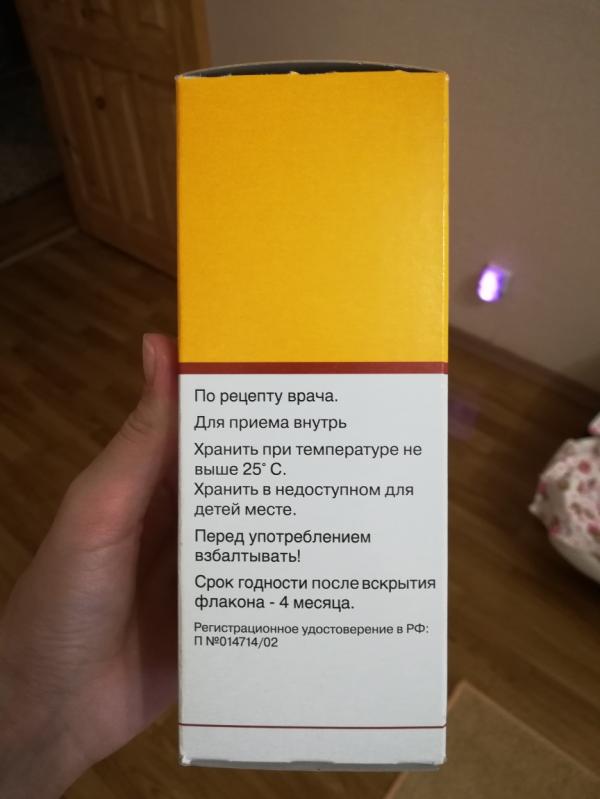 По рецепту врача.
Для приема внутрь
Хранить при температуре не
выше 25° С.
Хранить в недоступном для
детей месте.
Перед употреблением
взбалтывать!
Срок годности после вскрытия
флакона - 4 месяца.
Регистрационное удостоверение в РФ:
П №014714/02